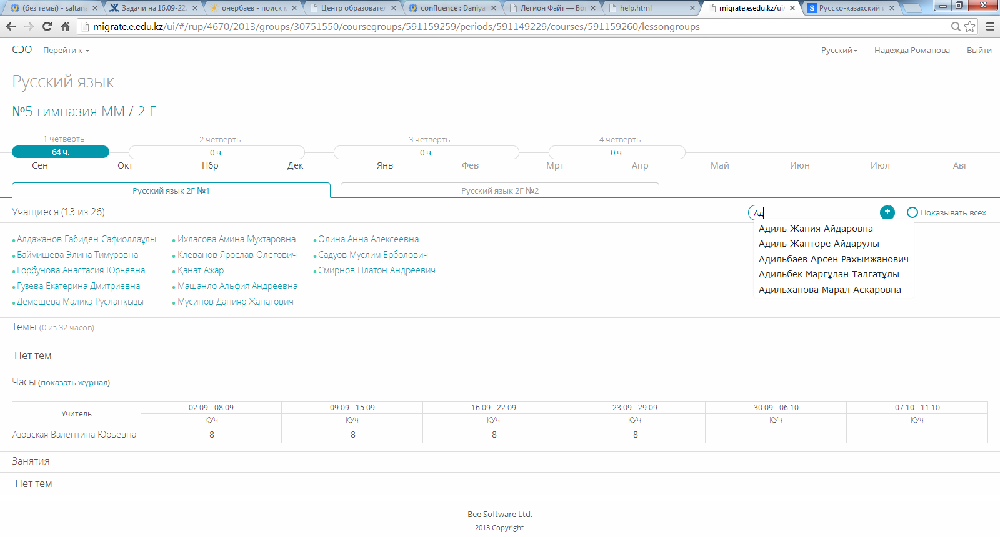 (без темы) - saltana
Задачи на 16.09-22.
онербаев - поиск
Центр образовател
confluence : Daniya
Легион Файт — Бо
help.html
migrate.e.edu.kz/ui
Русско-казахский
migrate.e.edu.kz/ui/#/rup/4670/2013/groups/30751550/coursegroups/591159259/periods/591149229/courses/591159260/lessongroups
СЭО Перейти к Русский Надежда Романова Выйти
Русский язык
№5 гимназия ММ / 2 Г
1 четверть 2 четверть 3 четверть 4 четверть
64 ч. 0 ч. 0 ч. 0 ч.
Сен Окт Нбр Дек Янв Фев Мрт Апр Май Июн Июл Авг
Русский язык 2Г №1 Русский язык 2Г №2
Учащиеся (13 из 26) Ад + Показывать всех
Адиль Жания Айдаровна
Адиль Жанторе Айдарулы
Адильбаев Арсен Рахымжанович
Адильбек Марғұлан Талғатұлы
Адильханова Марал Аскаровна
Алдажанов Ғабиден Сафиоллаұлы Ихласова Амина Мухтаровна Олина Анна Алексеевна
Баймишева Элина Тимуровна Клеванов Ярослав Олегович Садуов Муслим Ерболович
Горбунова Анастасия Юрьевна Қанат Ажар Смирнов Платон Андреевич
Гузева Екатерина Дмитриевна Машанло Альфия Андреевна
Демешева Малика Русланқызы Мусинов Данияр Жанатович
Темы (0 из 32 часов)
Нет тем
Часы (показать журнал)
Учитель 02.09 - 08.09 09.09 - 15.09 16.09 - 22.09 23.09 - 29.09 30.09 - 06.10 07.10 - 11.10
КУч КУч КУч КУч КУч КУч
Азовская Валентина Юрьевна 8 8 8 8
Занятия
Нет тем
Bee Software Ltd.
2013 Copyright.